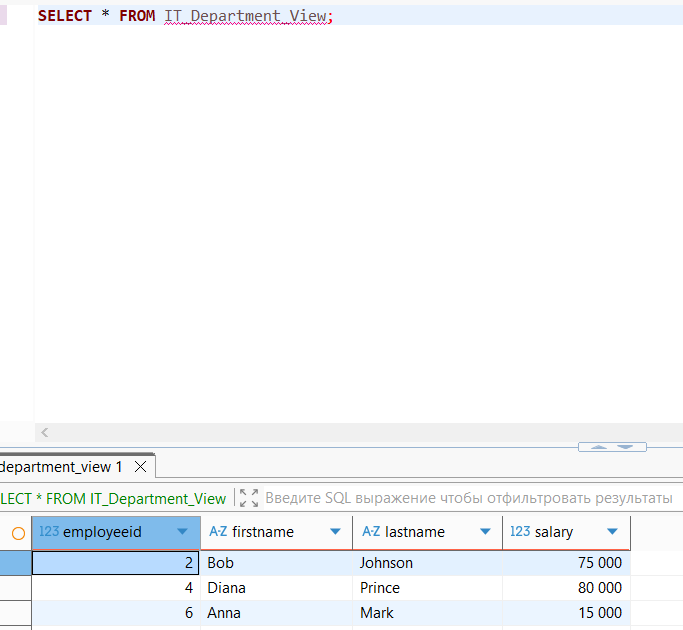 SELECT * FROM IT_Department_View;
department_view 1
LECT * FROM IT_Department_View Введите SQL выражение чтобы отфильтровать результаты
123 employeeid A-Z firstname A-Z lastname 123 salary
2 Bob Johnson 75 000
4 Diana Prince 80 000
6 Anna Mark 15 000